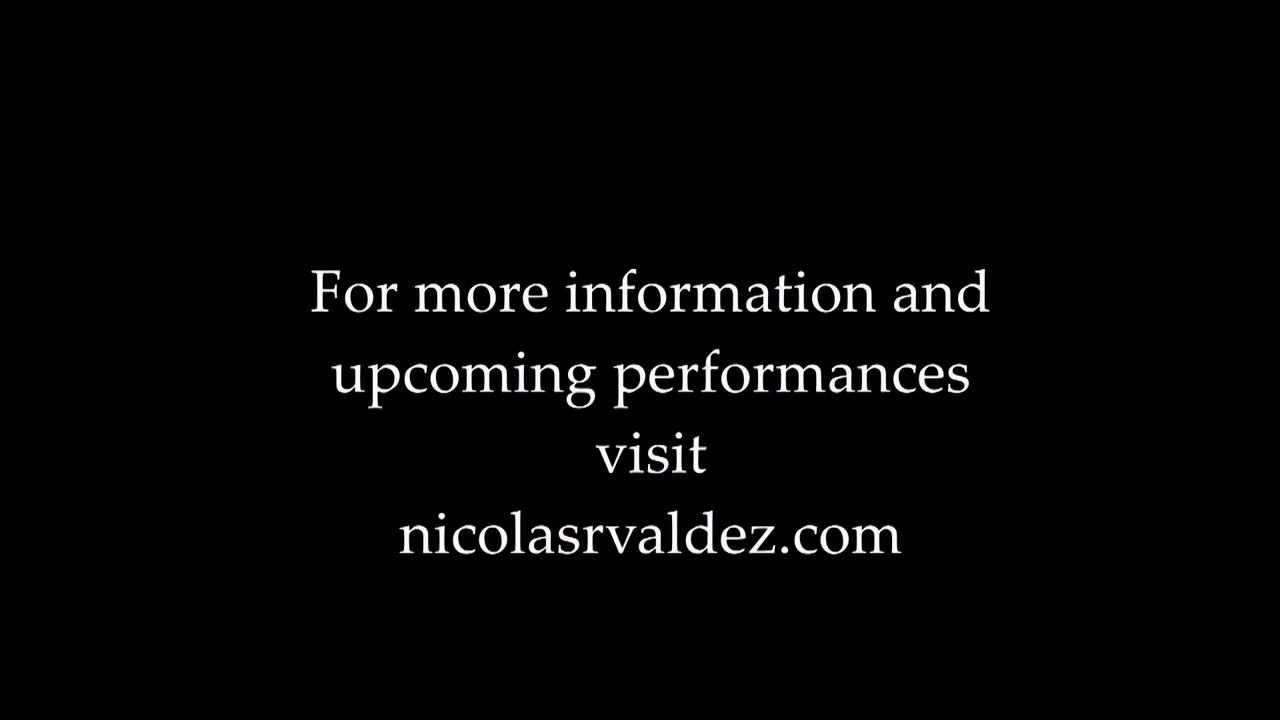 For more information and
upcoming performances
visit
nicolasrvaldez.com